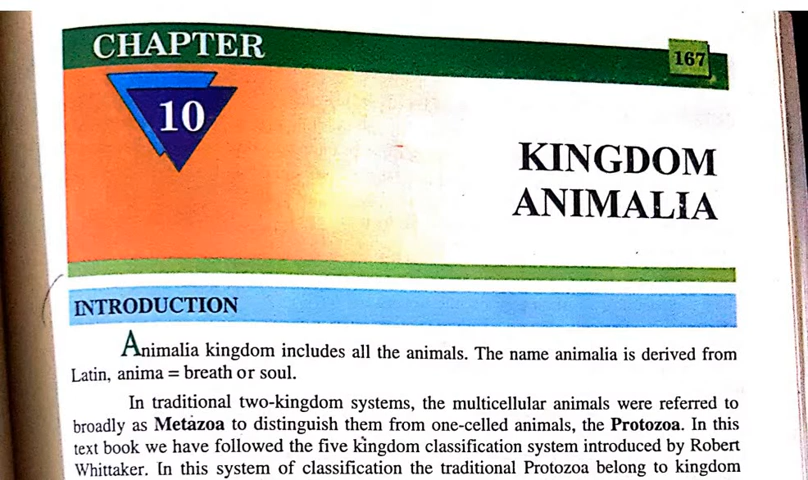 CHAPTER
167
10
KINGDOM
ANIMALIA
INTRODUCTION
Animalia kingdom includes all the animals. The name animalia is derived from
Latin, anima = breath or soul.
In traditional two-kingdom systems, the multicellular animals were referred to
broadly as Metazoa to distinguish them from one-celled animals, the Protozoa. In this
text book we have followed the five kingdom classification system introduced by Robert
Whittaker. In this system of classification the traditional Protozoa belong to kingdom